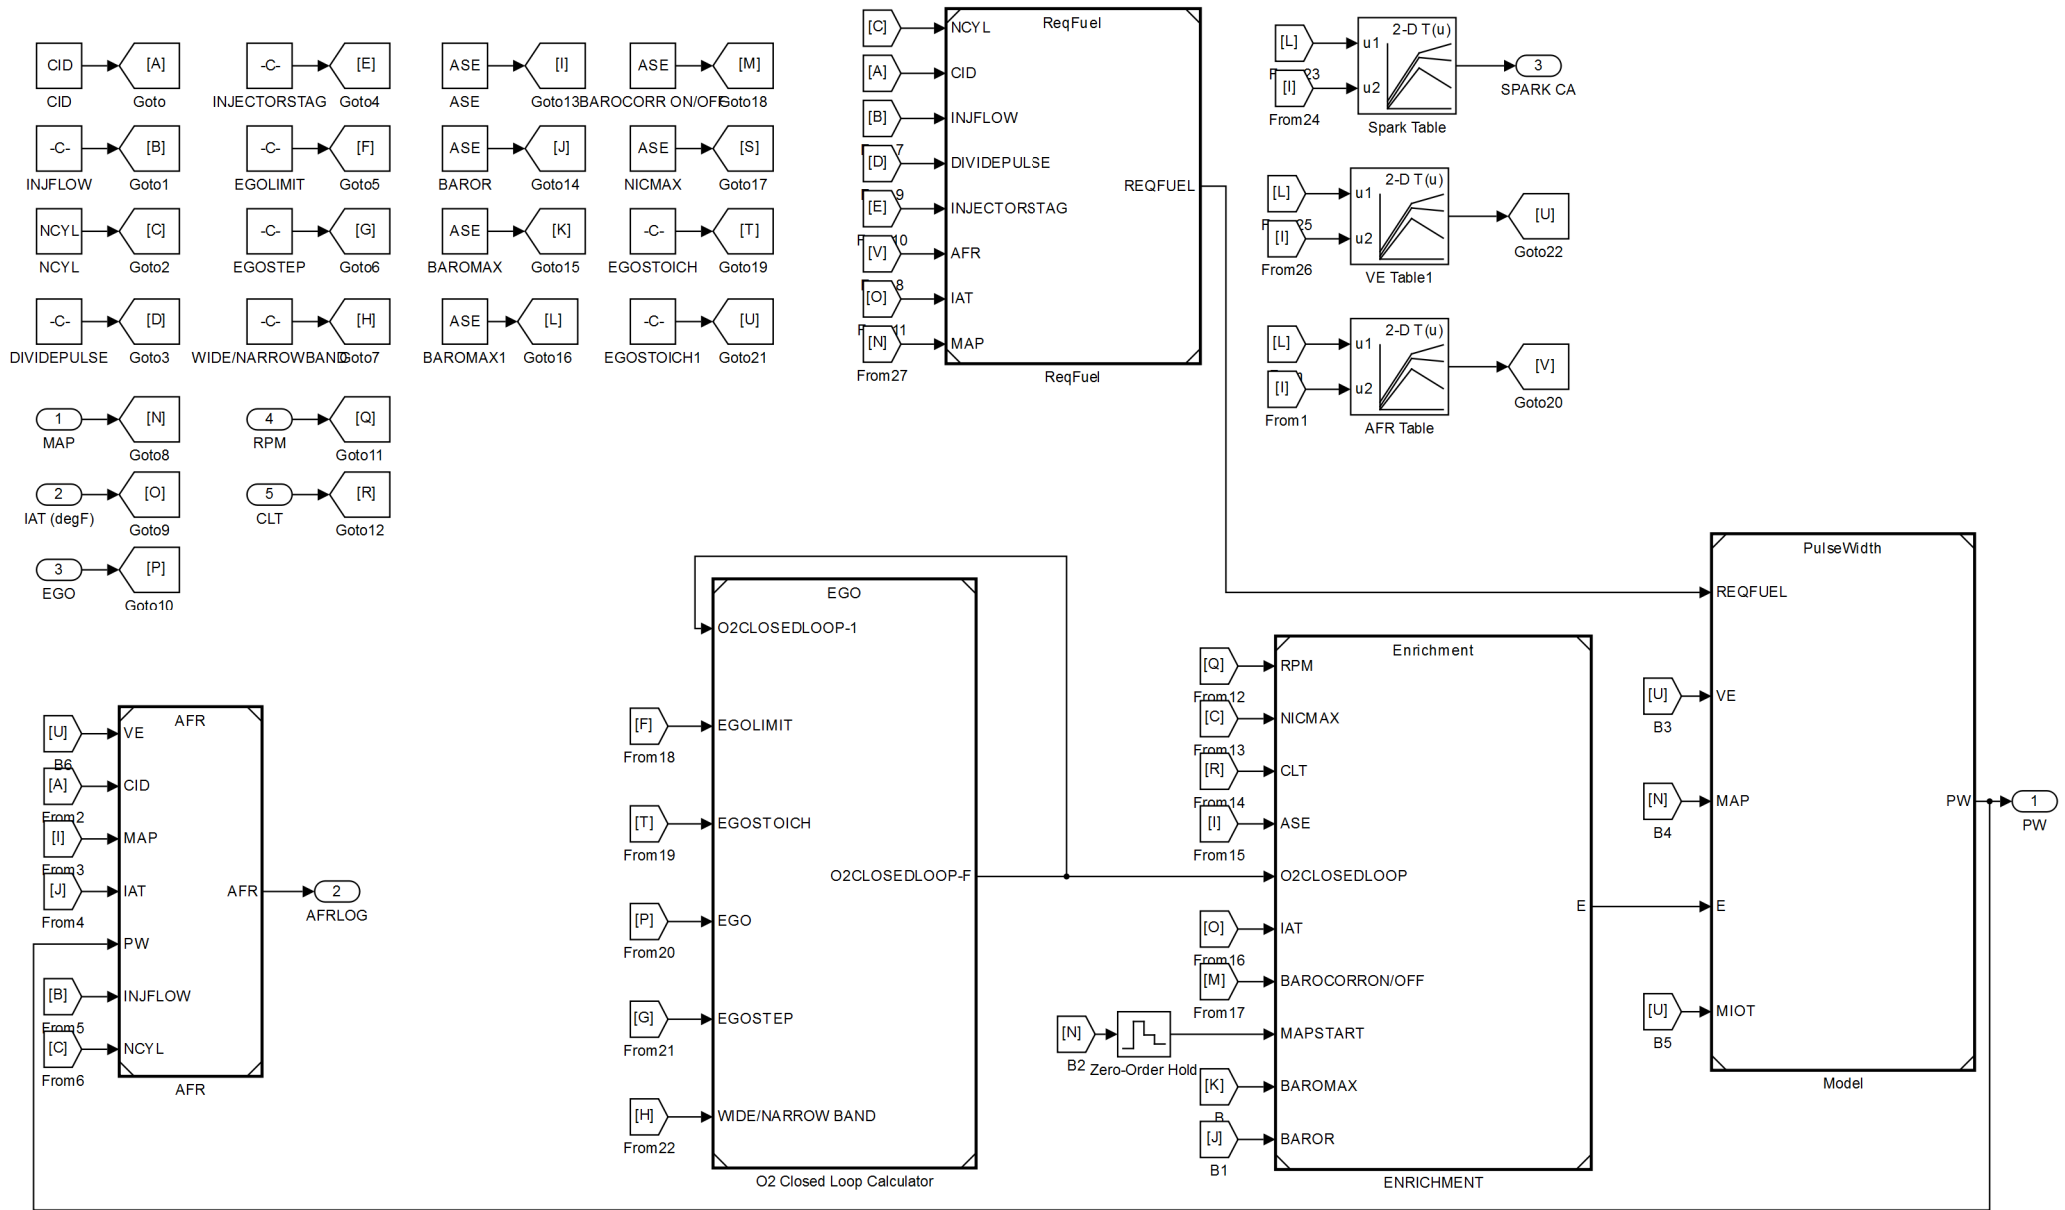 CID
[A]
CID
Goto
-C-
[E]
INJECTORSTAG
Goto4
ASE
[I]
ASE
Goto13
ASE
[M]
BAROCORR ON/OFF
Goto18
-C-
[B]
INJFLOW
Goto1
-C-
[F]
EGOLIMIT
Goto5
ASE
[J]
BAROR
Goto14
ASE
[S]
NICMAX
Goto17
NCYL
[C]
NCYL
Goto2
-C-
[G]
EGOSTEP
Goto6
ASE
[K]
BAROMAX
Goto15
-C-
[T]
EGOSTOICH
Goto19
-C-
[D]
DIVIDEPULSE
Goto3
-C-
[H]
WIDE/NARROWBAND
Goto7
ASE
[L]
BAROMAX1
Goto16
-C-
[U]
EGOSTOICH1
Goto21
1
[N]
MAP
Goto8
4
[Q]
RPM
Goto11
2
[O]
IAT (degF)
Goto9
5
[R]
CLT
Goto12
3
[P]
EGO
Goto10
ReqFuel
[C]
NCYL
[A]
CID
[B]
INJFLOW
[D]
DIVIDEPULSE
[E]
INJECTORSTAG
[V]
AFR
[O]
IAT
[N]
MAP
From27
REQFUEL
ReqFuel
2-D T(u)
[L]
u1
[I]
u2
From24
Spark Table
3
SPARK CA
2-D T(u)
[L]
u1
[I]
u2
From26
VE Table1
[U]
Goto22
2-D T(u)
[L]
u1
[I]
u2
From1
AFR Table
[V]
Goto20
AFR
[U]
VE
B6
[A]
CID
From2
[I]
MAP
From3
[J]
IAT
From4
PW
[B]
INJFLOW
From5
[C]
NCYL
From6
AFR
2
AFRLOG
AFR
EGO
O2CLOSEDLOOP-1
[F]
EGOLIMIT
From18
[T]
EGOSTOICH
From19
O2CLOSEDLOOP-F
[P]
EGO
From20
[G]
EGOSTEP
From21
[H]
WIDE/NARROW BAND
From22
O2 Closed Loop Calculator
Enrichment
[Q]
RPM
From12
[C]
NICMAX
From13
[R]
CLT
From14
[I]
ASE
From15
O2CLOSEDLOOP
[O]
IAT
From16
[M]
BAROCORRON/OFF
From17
[N]
B2
Zero-Order Hold
MAPSTART
[K]
BAROMAX
B
[J]
BAROR
B1
E
ENRICHMENT
PulseWidth
REQFUEL
[U]
VE
B3
[N]
MAP
B4
E
[U]
MIOT
B5
PW
1
PW
Model